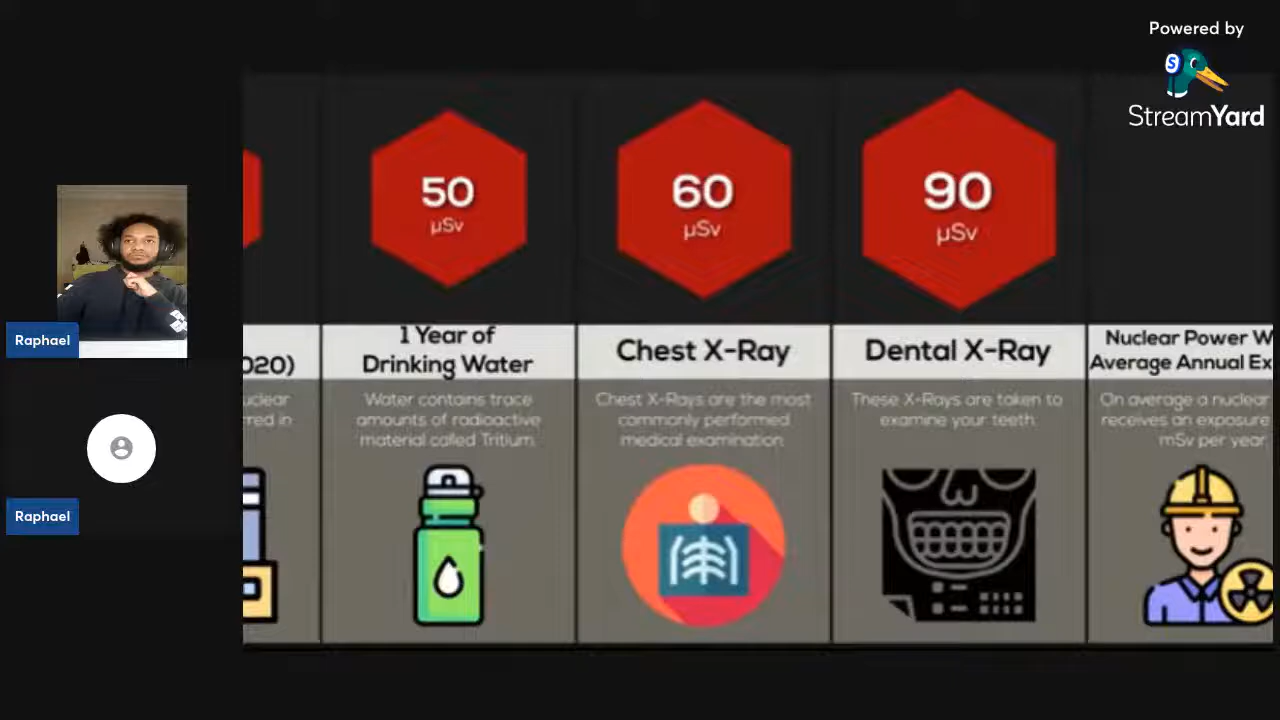 Powered by
S
StreamYard
50
µSv
60
µSv
90
µSv
020)
1 Year of
Drinking Water
Chest X-Ray
Dental X-Ray
Nuclear Power W
Average Annual Ex
Water contains trace
amounts of radioactive
material called Tritium
Chest X-Rays are the most
commonly performed
medical examination
These X-Rays are taken to
examine your teeth
On average a nuclear
receives an exposure
mSv per year
Raphael
Raphael